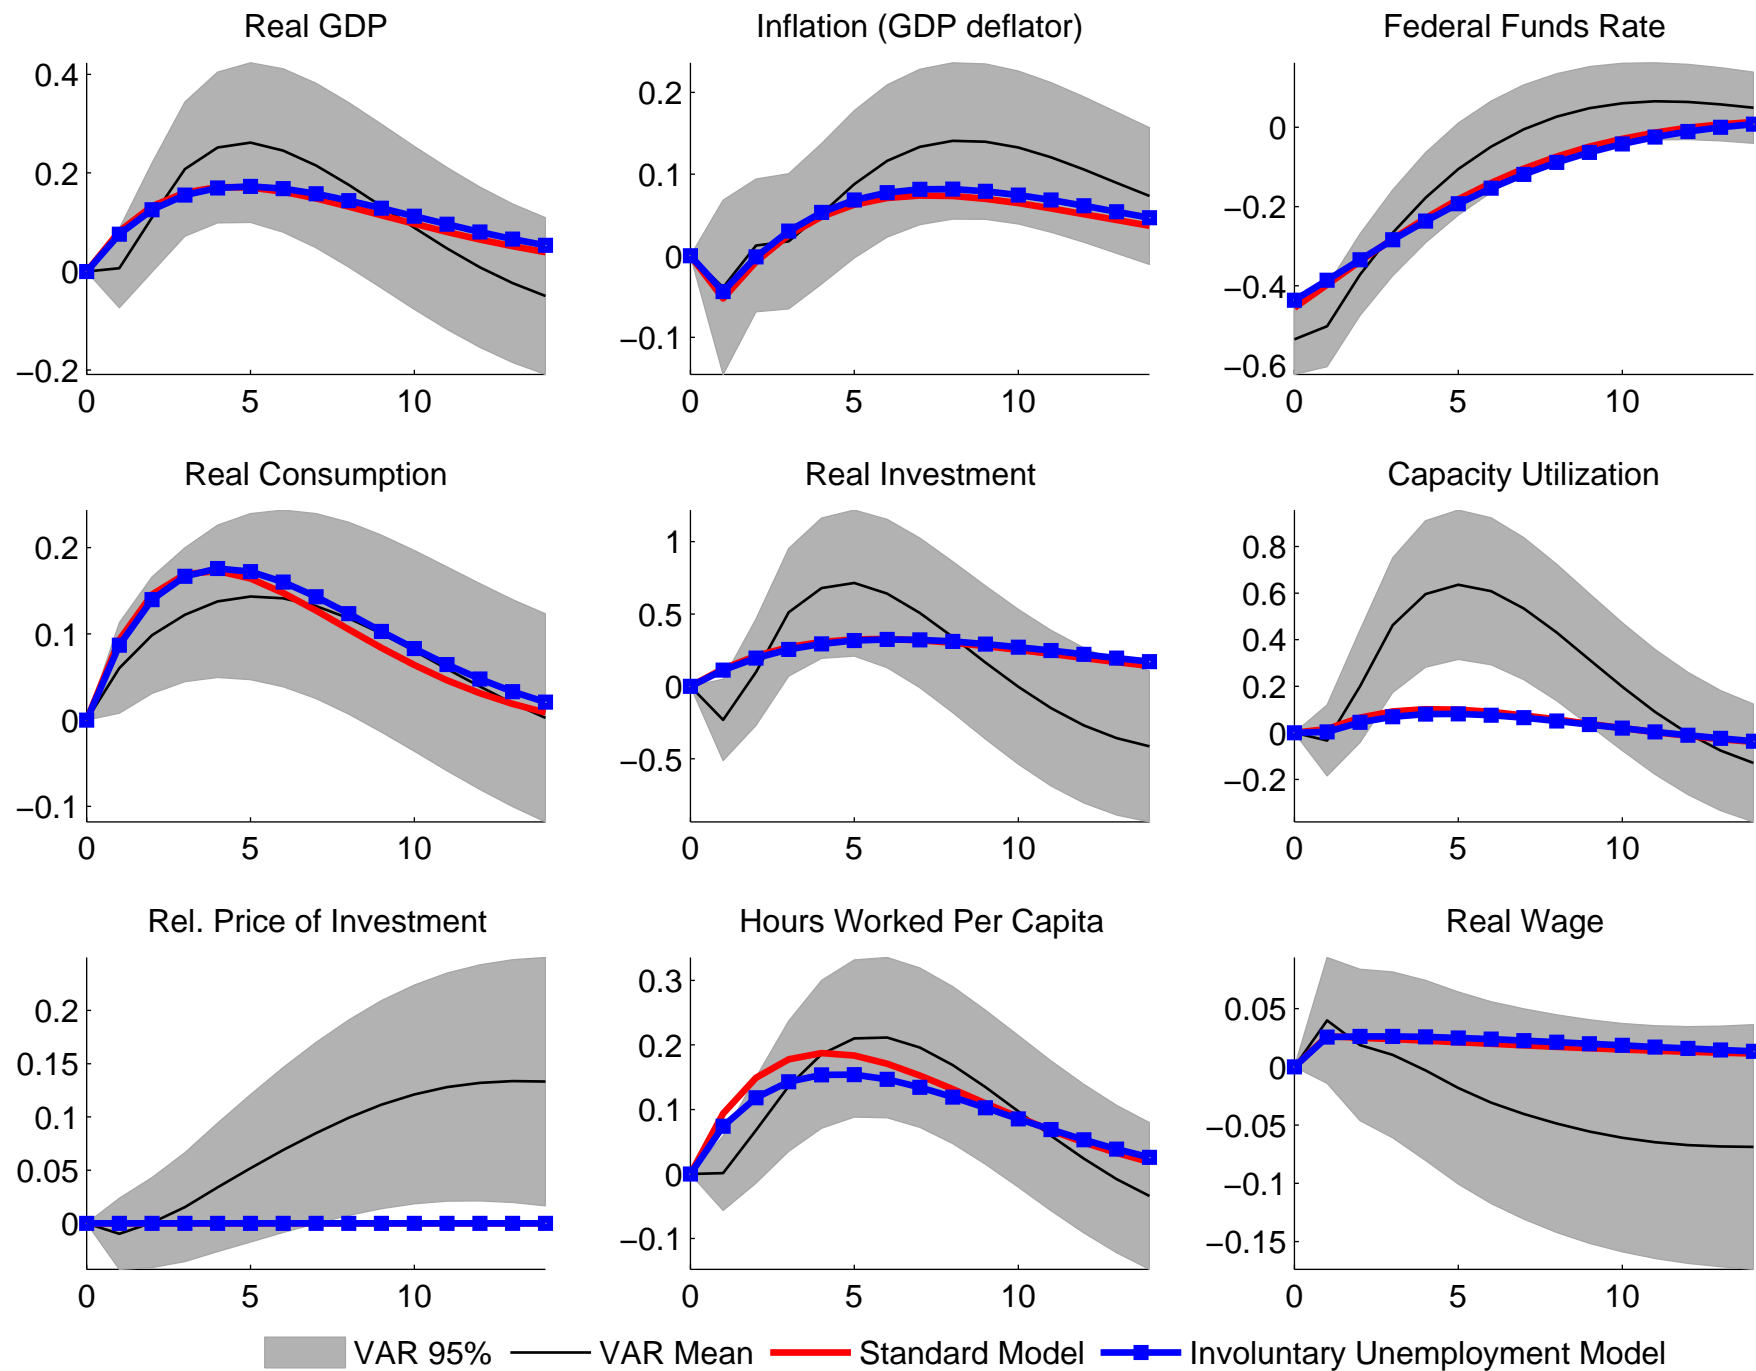 Real GDP
0.4
0.2
0
−0.2
0 5 10
Inflation (GDP deflator)
0.2
0.1
0
−0.1
0 5 10
Federal Funds Rate
0
−0.2
−0.4
−0.6
0 5 10
Real Consumption
0.2
0.1
0
−0.1
0 5 10
Real Investment
1
0.5
0
−0.5
0 5 10
Capacity Utilization
0.8
0.6
0.4
0.2
0
−0.2
0 5 10
Rel. Price of Investment
0.2
0.15
0.1
0.05
0
0 5 10
Hours Worked Per Capita
0.3
0.2
0.1
0
−0.1
0 5 10
Real Wage
0.05
0
−0.05
−0.1
−0.15
0 5 10
VAR 95% VAR Mean Standard Model Involuntary Unemployment Model